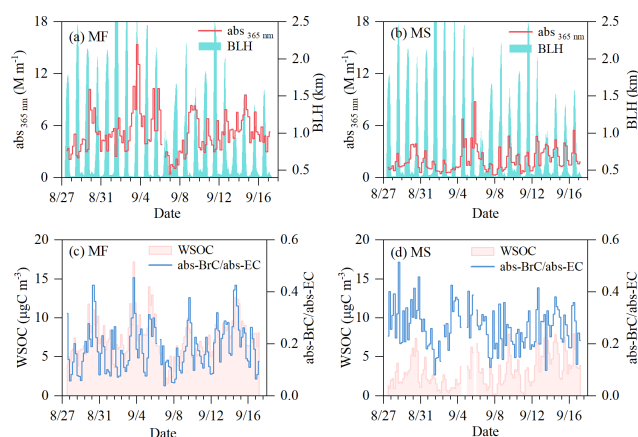 (a) MF
abs 365 nm
BLH
18
12
6
0
2.5
2.0
1.5
1.0
0.5
abs 365 nm (M m⁻¹)
BLH (km)
8/27 8/31 9/4 9/8 9/12 9/16
Date
(b) MS
abs 365 nm
BLH
18
12
6
0
2.5
2.0
1.5
1.0
0.5
abs 365 nm (M m⁻¹)
BLH (km)
8/27 8/31 9/4 9/8 9/12 9/16
Date
(c) MF
WSOC
abs-BrC/abs-EC
20
15
10
5
0
0.6
0.4
0.2
0.0
WSOC (μgC m⁻³)
abs-BrC/abs-EC
8/27 8/31 9/4 9/8 9/12 9/16
Date
(d) MS
WSOC
abs-BrC/abs-EC
20
15
10
5
0
0.6
0.4
0.2
0.0
WSOC (μgC m⁻³)
abs-BrC/abs-EC
8/27 8/31 9/4 9/8 9/12 9/16
Date